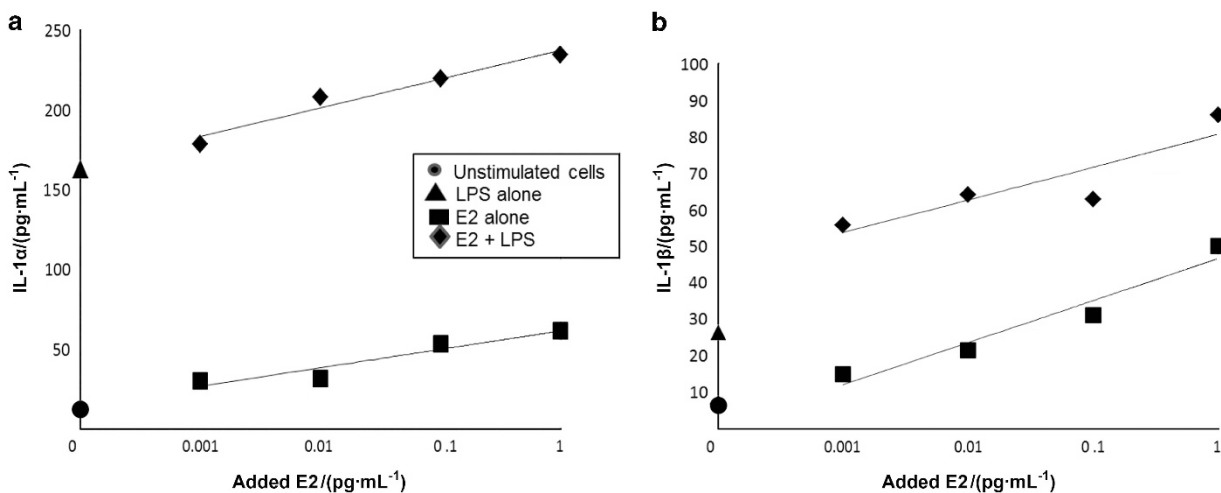 a
250
200
150
250
50
IL-1α/(pg·mL⁻¹)
Unstimulated cells
LPS alone
E2 alone
E2 + LPS
0
0.001
0.01
0.1
1
Added E2/(pg·mL⁻¹)
b
100
90
80
70
60
50
40
30
20
10
IL-1β/(pg·mL⁻¹)
0
0.001
0.01
0 .1
1
Added E2/(pg·mL⁻¹)